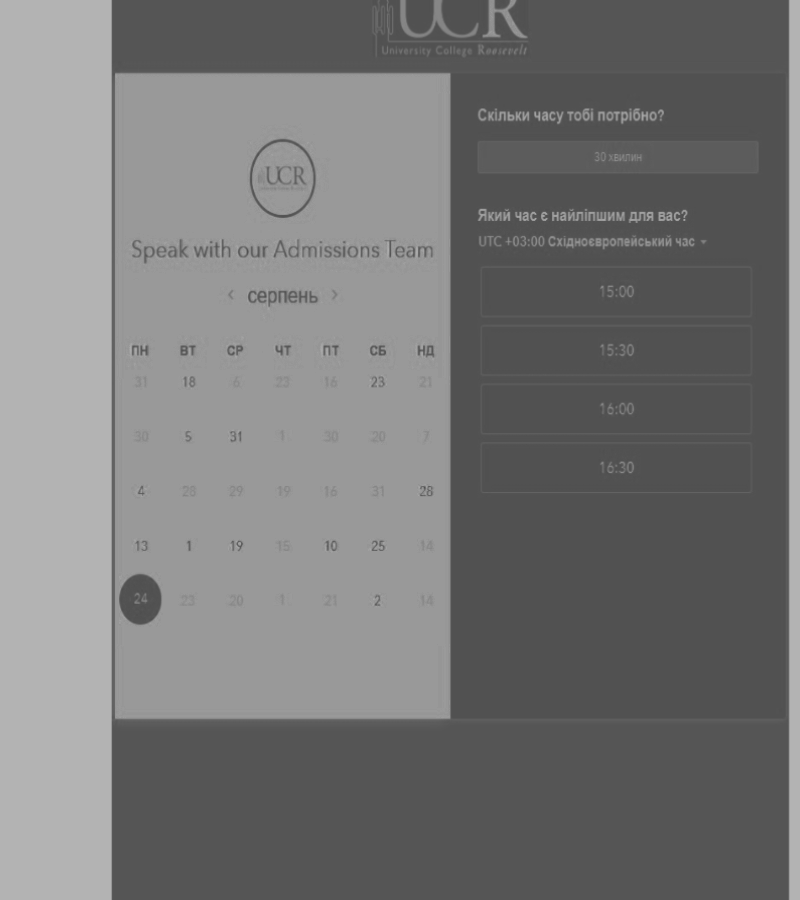 UCR
University College Roosevelt
UCR
Speak with our Admissions Team
‹ серпень ›
ПН ВТ СР ЧТ ПТ СБ НД
31 18 6 23 16 23 21
30 5 31 1 30 20 7
4 28 29 19 16 31 28
13 1 19 15 10 25 14
24 23 20 1 21 2 14
Скільки часу тобі потрібно?
30 хвилин
Який час є найліпшим для вас?
UTC +03:00 Східноєвропейський час
15:00
15:30
16:00
16:30